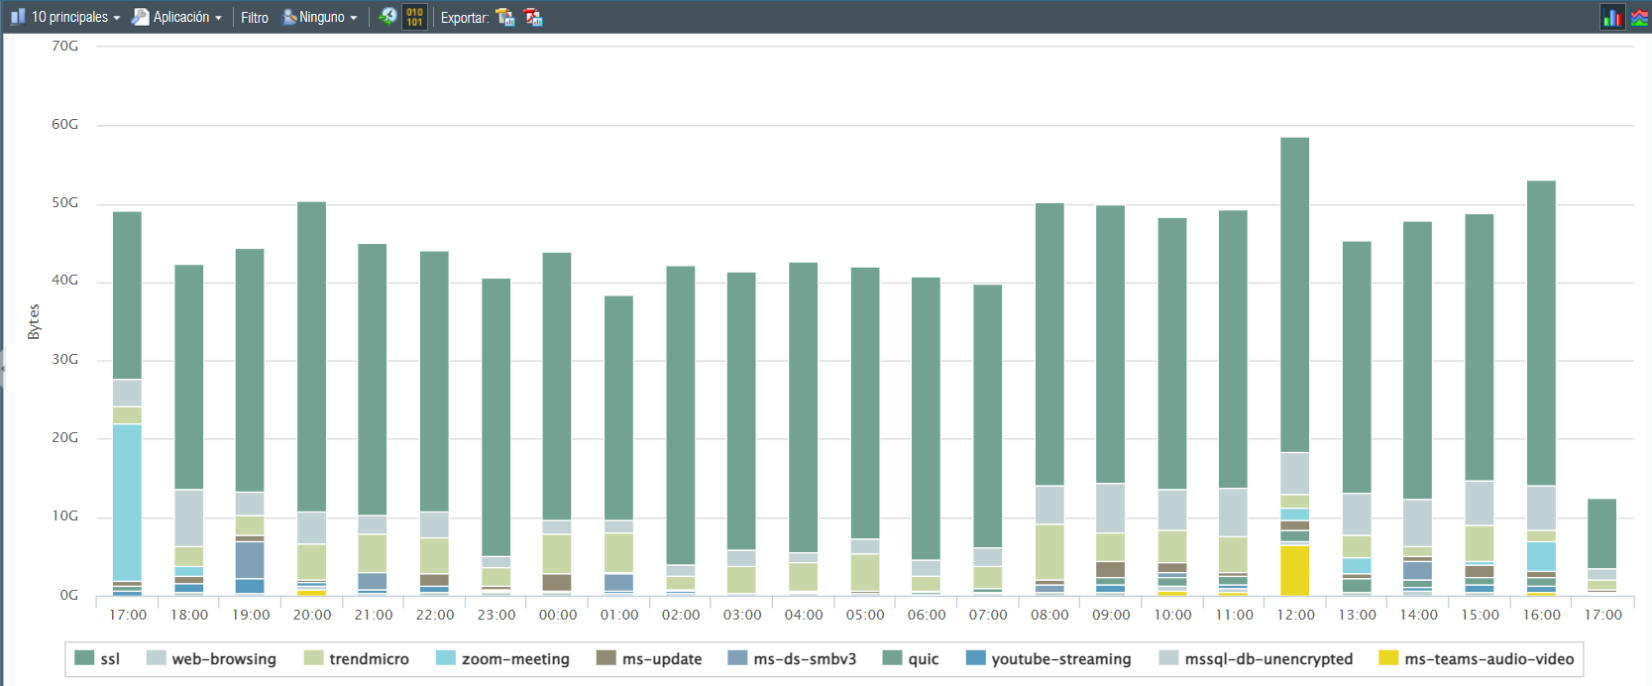 10 principales Aplicación Filtro Ninguno 010 101 Exportar:
70G
60G
50G
40G
30G
20G
10G
0G
Bytes
17:00 18:00 19:00 20:00 21:00 22:00 23:00 00:00 01:00 02:00 03:00 04:00 05:00 06:00 07:00 08:00 09:00 10:00 11:00 12:00 13:00 14:00 15:00 16:00 17:00
ssl web-browsing trendmicro zoom-meeting ms-update ms-ds-smbv3 quic youtube-streaming mssql-db-unencrypted ms-teams-audio-video